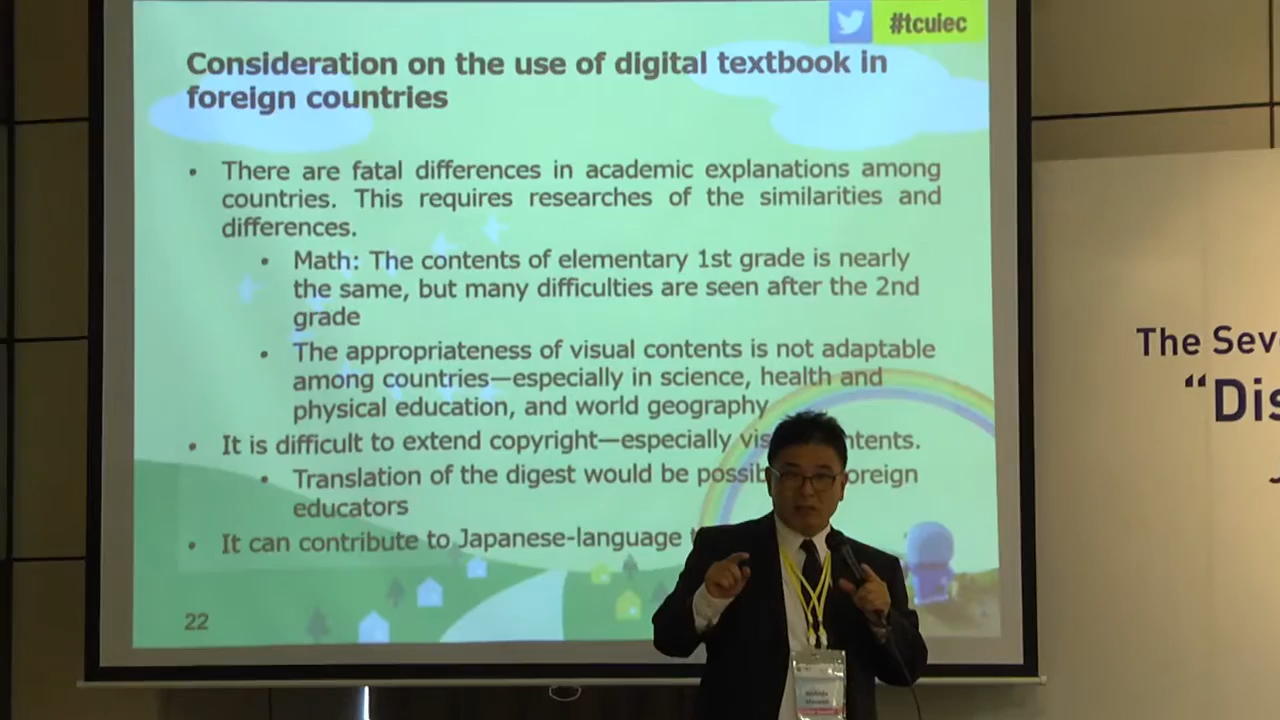 #tcuiec
Consideration on the use of digital textbook in
foreign countries
• There are fatal differences in academic explanations among
countries. This requires researches of the similarities and
differences.
• Math: The contents of elementary 1st grade is nearly
the same, but many difficulties are seen after the 2nd
grade
• The appropriateness of visual contents is not adaptable
among countries—especially in science, health and
physical education, and world geography
• It is difficult to extend copyright—especially vis ntents.
• Translation of the digest would be possib oreign
educators
• It can contribute to Japanese-language
22
The Sev
“Dis